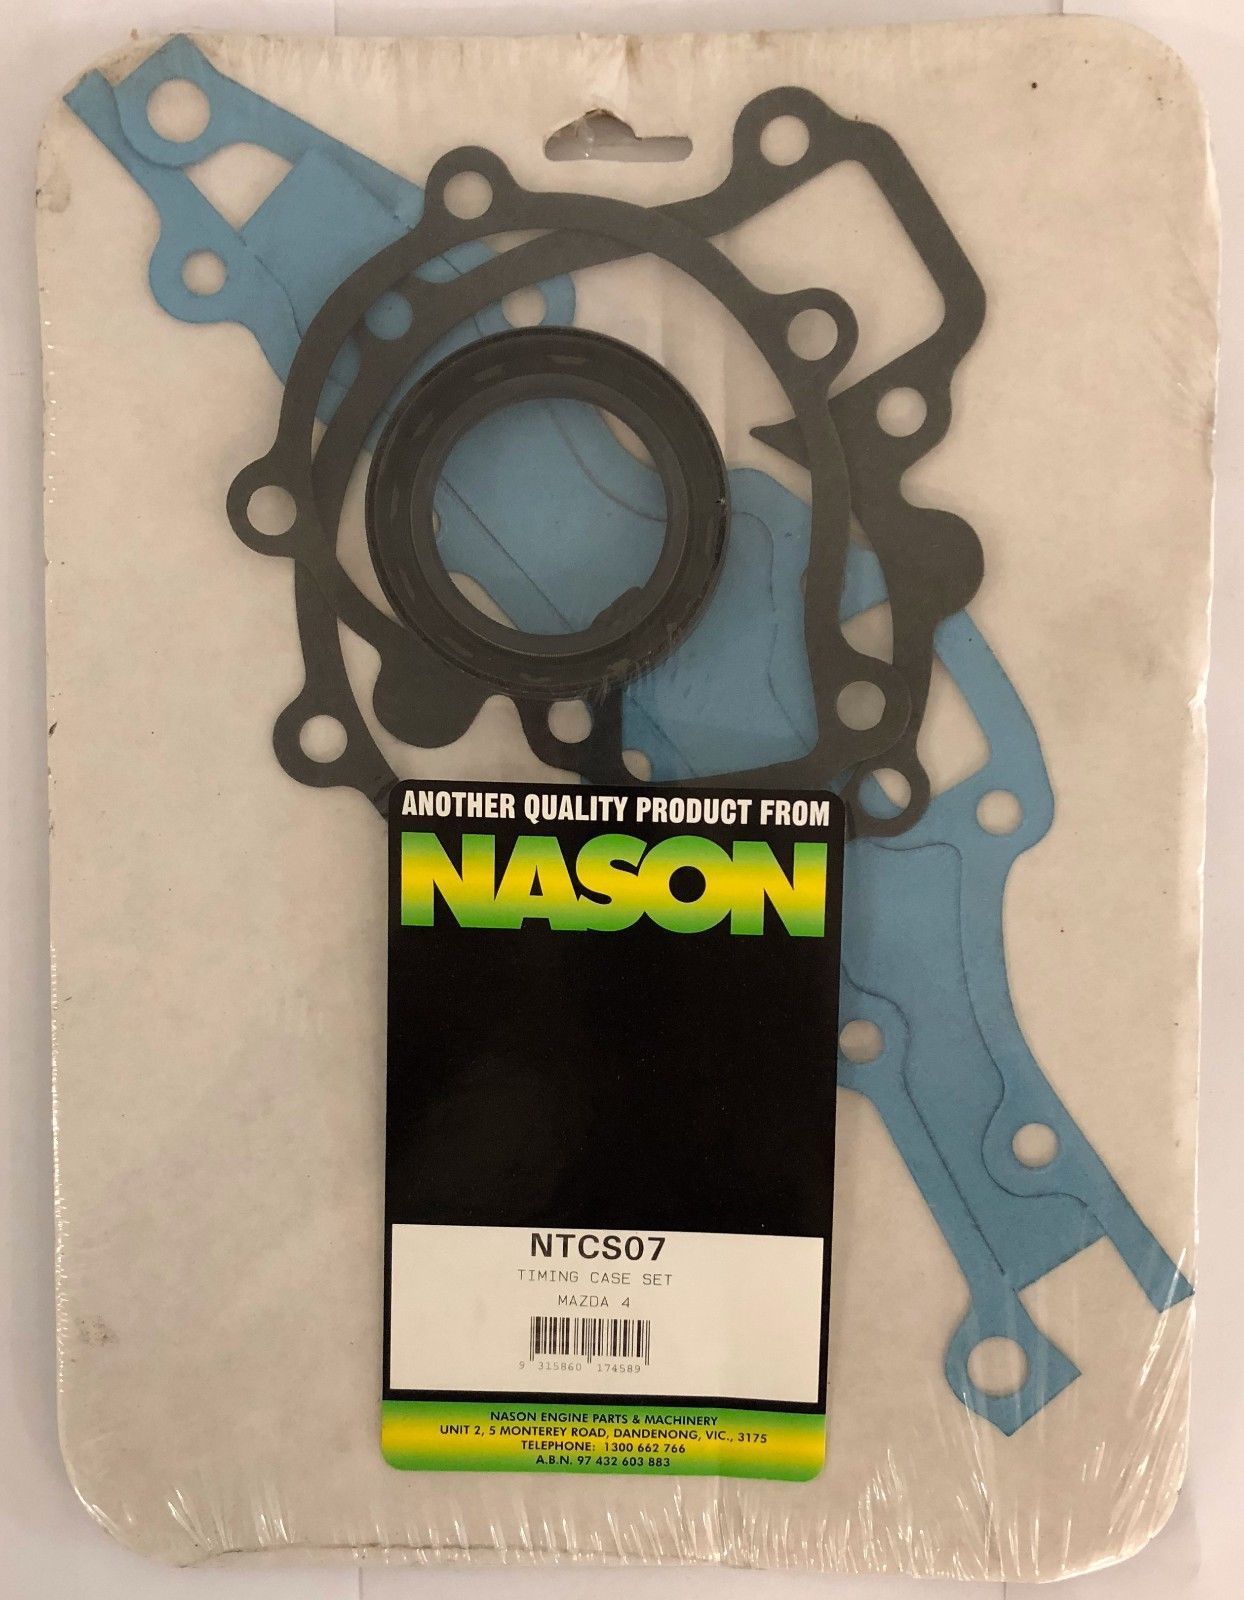 ANOTHER QUALITY PRODUCT FROM
NASON
NTCS07
TIMING CASE SET
MAZDA 4
9 315860 174589
NASON ENGINE PARTS & MACHINERY
UNIT 2, 5 MONTEREY ROAD, DANDENONG, VIC., 3175
TELEPHONE: 1300 662 766
A.B.N. 97 432 603 883